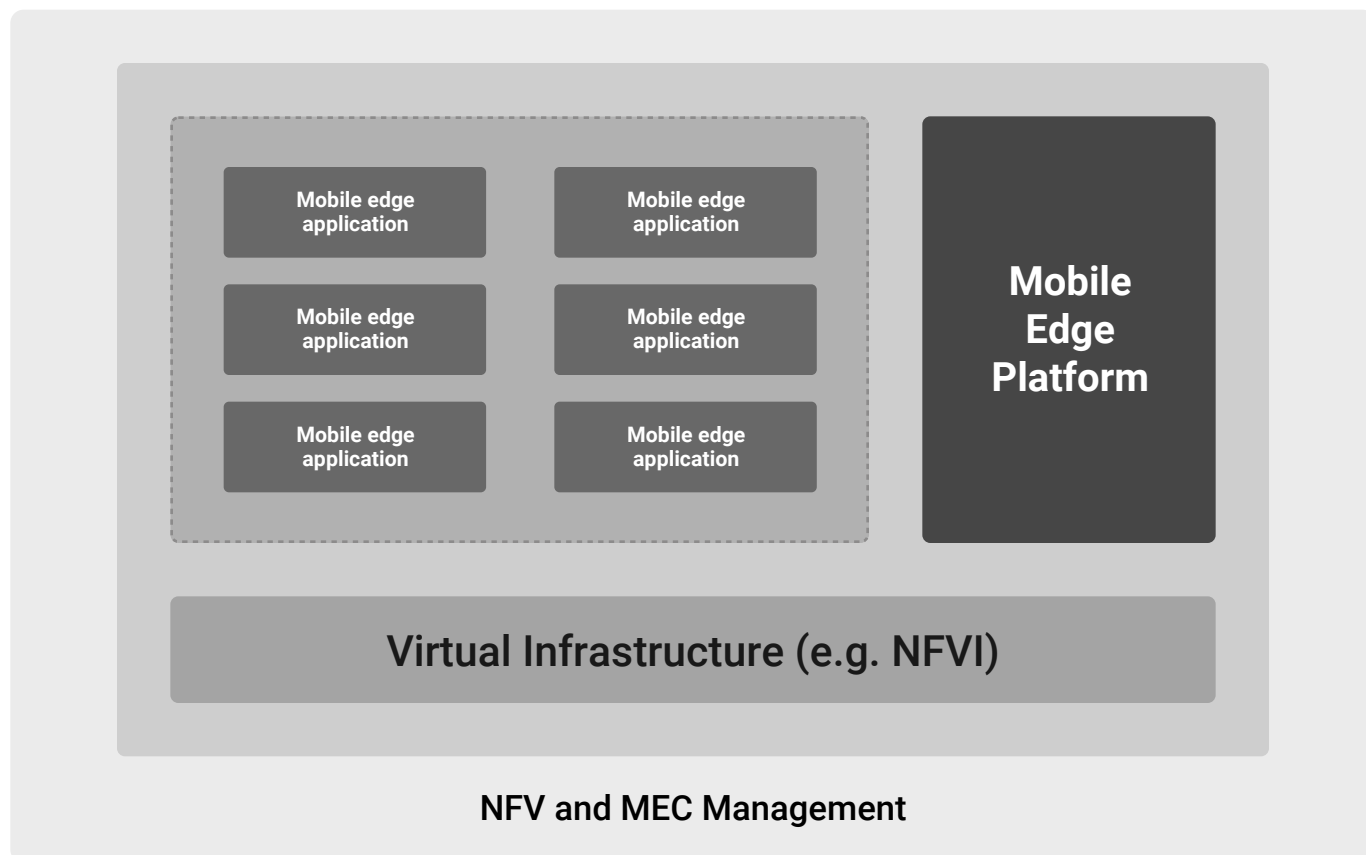 Mobile edge
application
Mobile edge
application
Mobile edge
application
Mobile edge
application
Mobile edge
application
Mobile edge
application
Mobile
Edge
Platform
Virtual Infrastructure (e.g. NFVI)
NFV and MEC Management